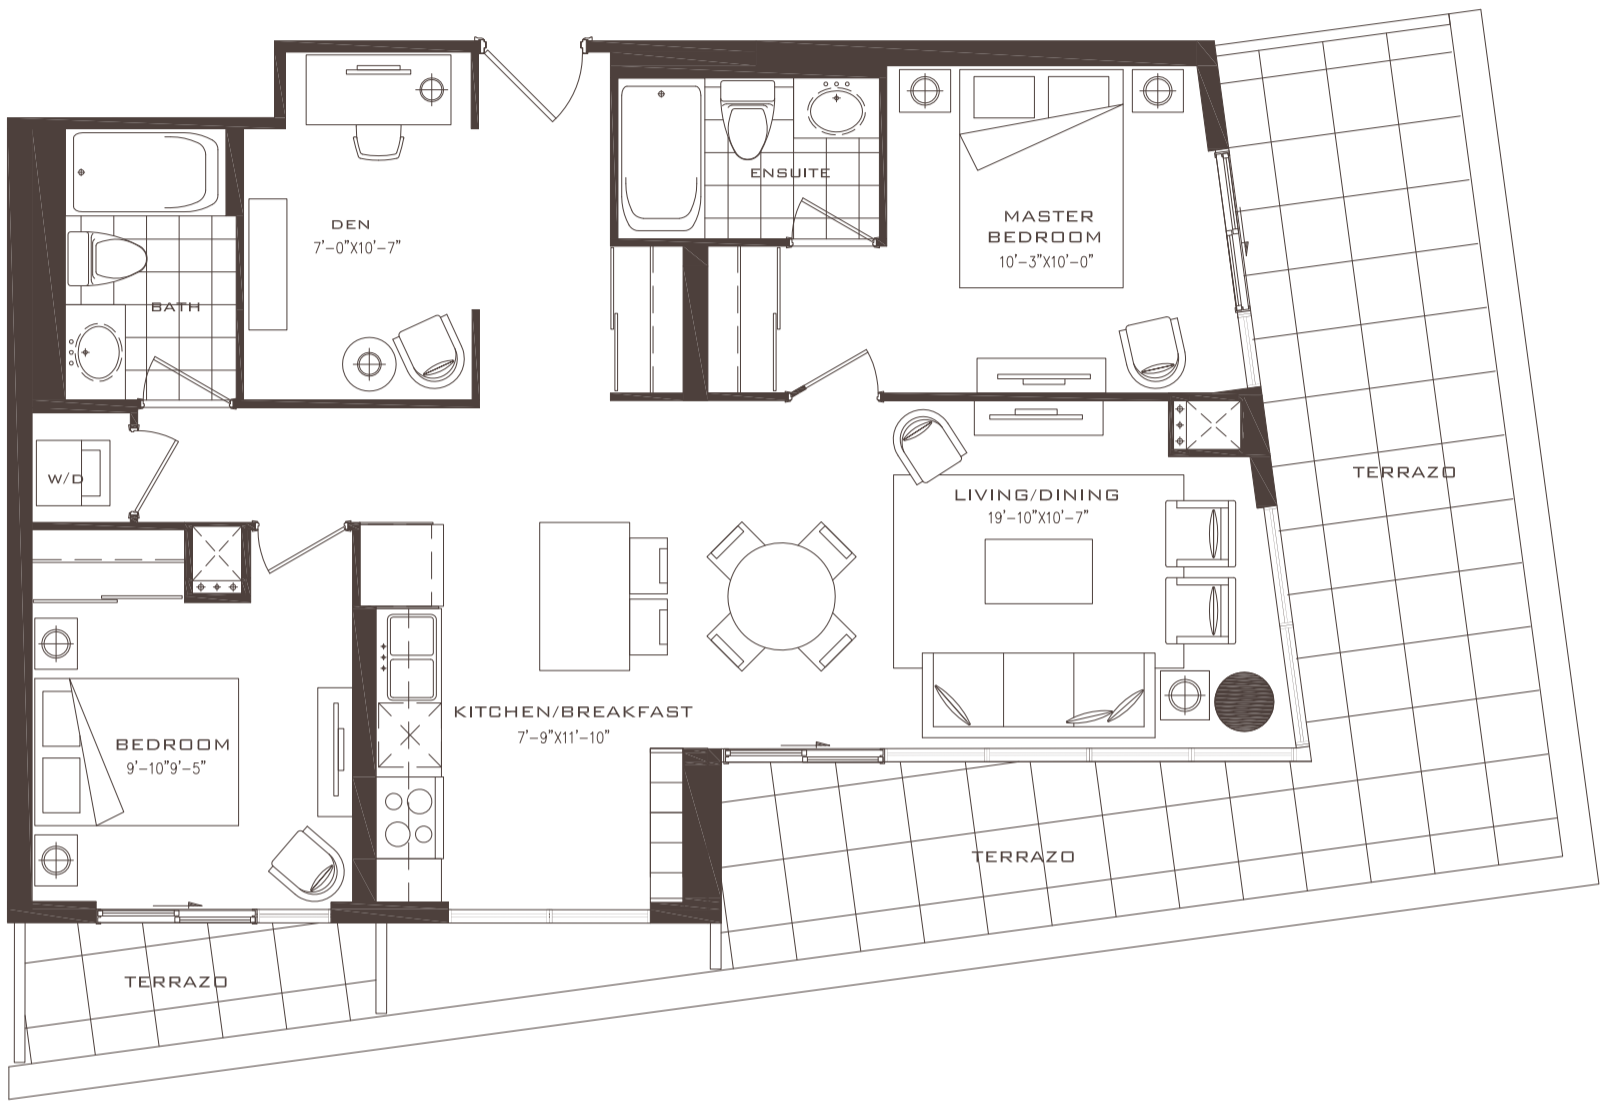 ENSUITE
MASTER
BEDROOM
10'-3"X10'-0"
DEN
7'-0"X10'-7"
BATH
W/D
LIVING/DINING
19'-10"X10'-7"
TERRAZO
KITCHEN/BREAKFAST
7'-9"X11'-10"
BEDROOM
9'-10"9'-5"
TERRAZO
TERRAZO